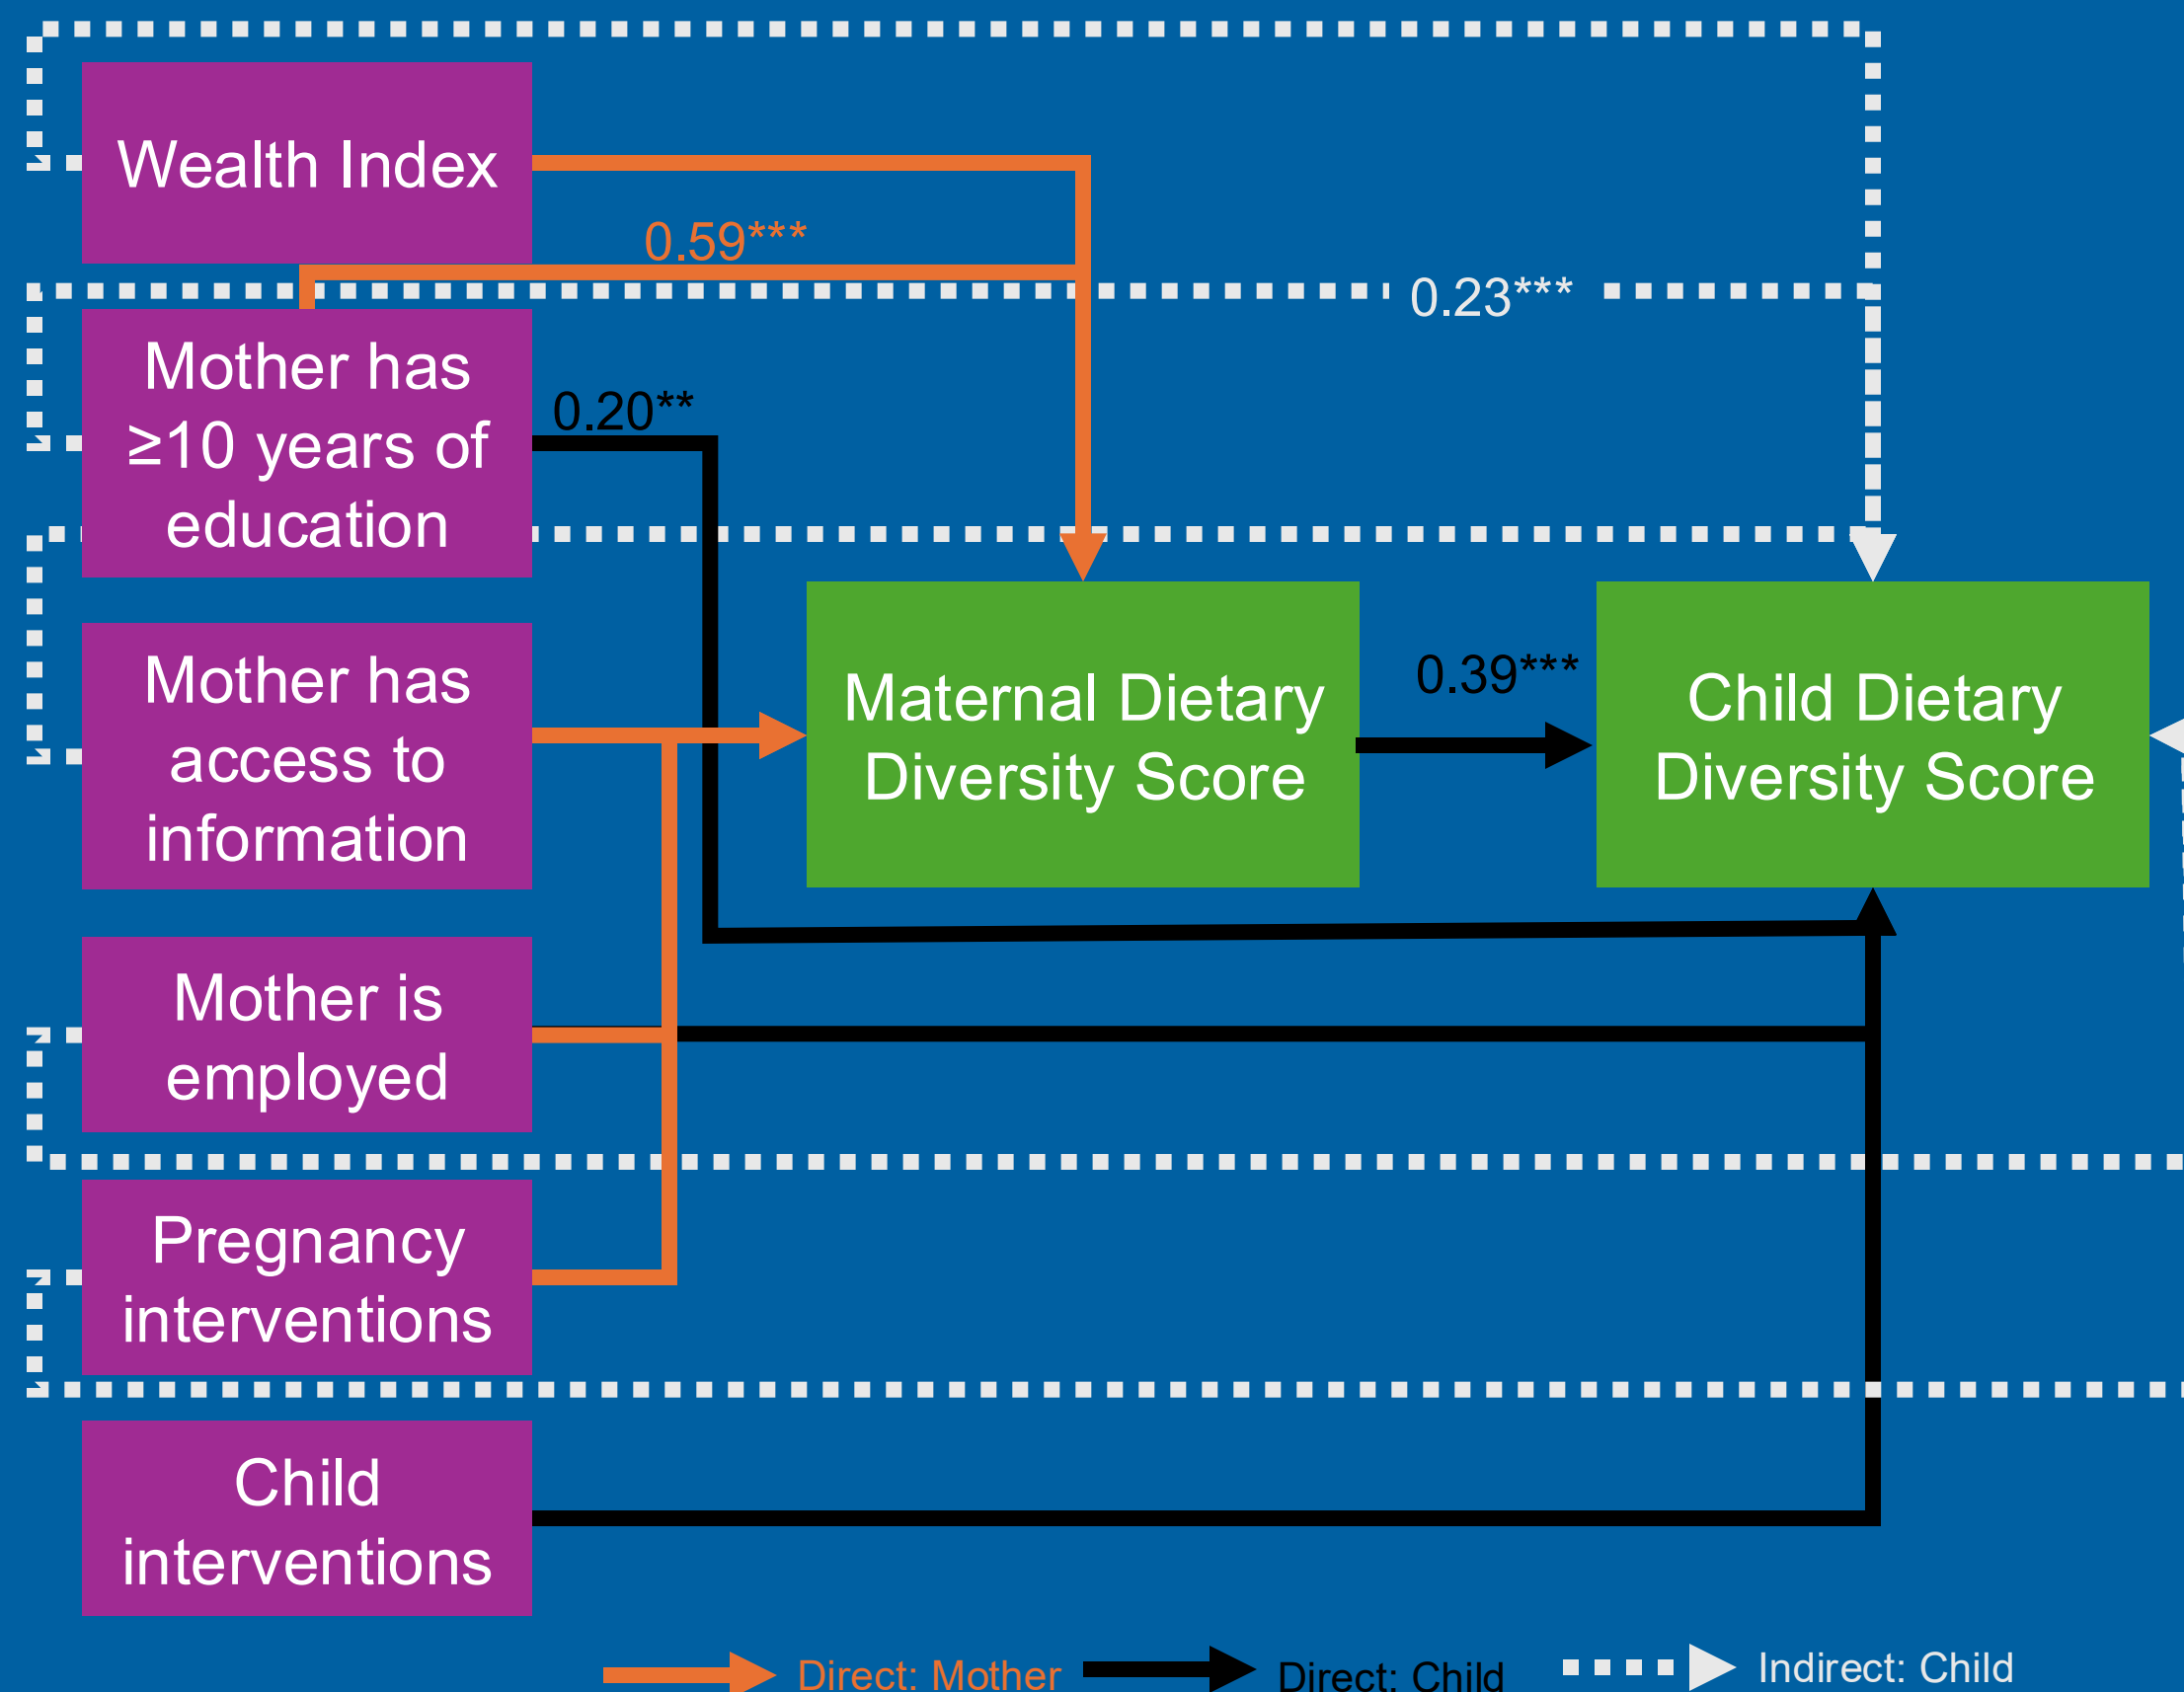 Wealth Index
0.59***
0.23***
Mother has
≥10 years of
education
0.20**
Mother has
access to
information
Maternal Dietary
Diversity Score
0.39***
Child Dietary
Diversity Score
Mother is
employed
Pregnancy
interventions
Child
interventions
Direct: Mother
Direct: Child
Indirect: Child